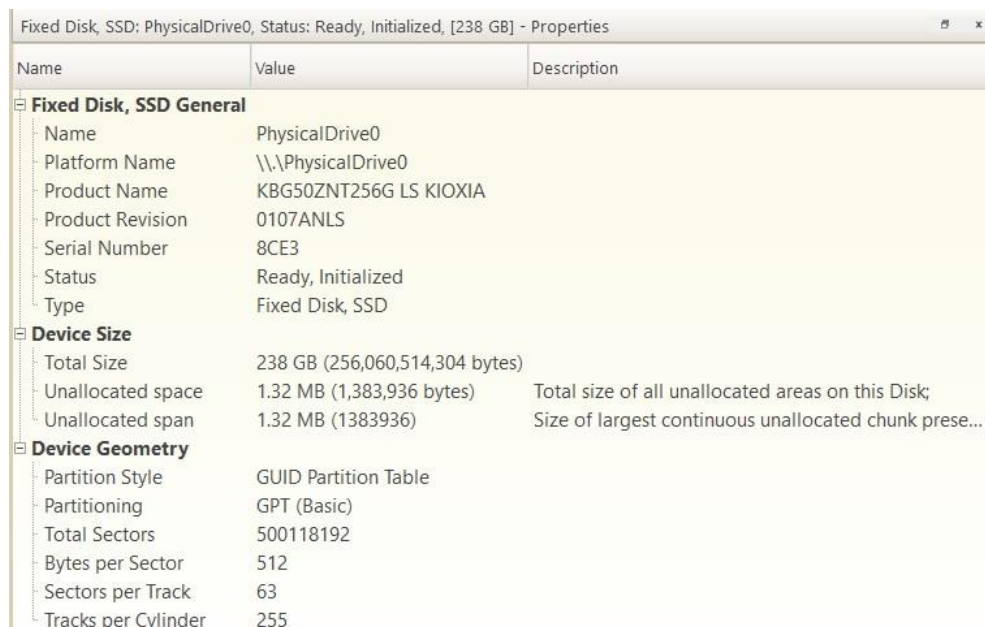 Fixed Disk, SSD: PhysicalDrive0, Status: Ready, Initialized, [238 GB] - Properties
Name Value Description
Fixed Disk, SSD General
Name PhysicalDrive0
Platform Name \\.\PhysicalDrive0
Product Name KBG50ZNT256G LS KIOXIA
Product Revision 0107ANLS
Serial Number 8CE3
Status Ready, Initialized
Type Fixed Disk, SSD
Device Size
Total Size 238 GB (256,060,514,304 bytes)
Unallocated space 1.32 MB (1,383,936 bytes) Total size of all unallocated areas on this Disk;
Unallocated span 1.32 MB (1383936) Size of largest continuous unallocated chunk prese...
Device Geometry
Partition Style GUID Partition Table
Partitioning GPT (Basic)
Total Sectors 500118192
Bytes per Sector 512
Sectors per Track 63
Tracks per Cylinder 255